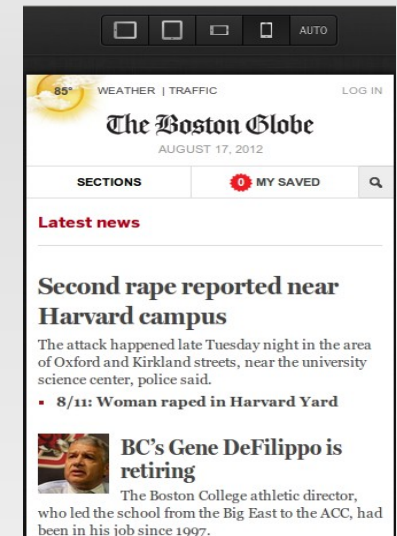 AUTO
85° WEATHER | TRAFFIC LOG IN
The Boston Globe
AUGUST 17, 2012
SECTIONS 0 MY SAVED
Latest news
Second rape reported near
Harvard campus
The attack happened late Tuesday night in the area
of Oxford and Kirkland streets, near the university
science center, police said.
8/11: Woman raped in Harvard Yard
BC's Gene DeFilippo is
retiring
The Boston College athletic director,
who led the school from the Big East to the ACC, had
been in his job since 1997.